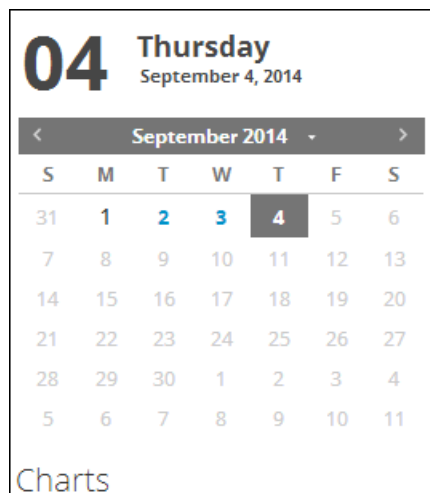 04
Thursday
September 4, 2014
< September 2014 >
S M T W T F S
31 1 2 3 4 5 6
7 8 9 10 11 12 13
14 15 16 17 18 19 20
21 22 23 24 25 26 27
28 29 30 1 2 3 4
5 6 7 8 9 10 11
Charts